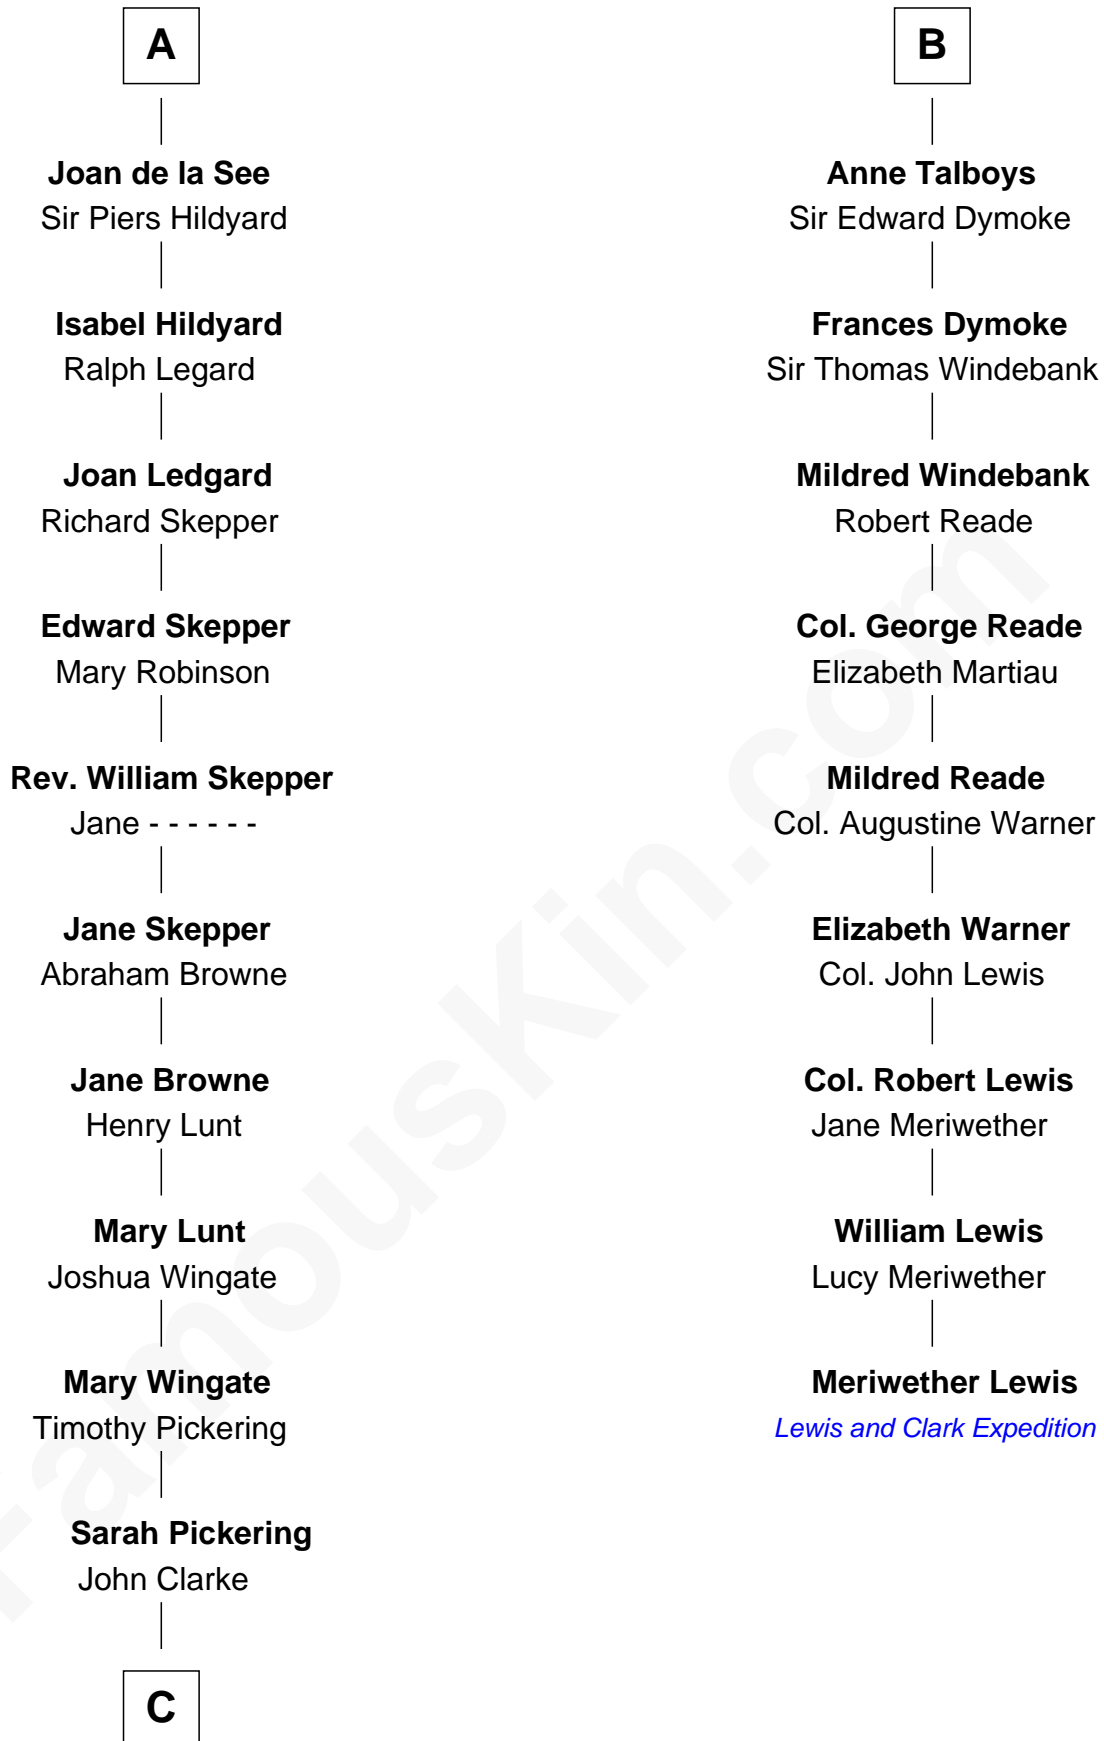 A
Joan de la See
Sir Piers Hildyard
Isabel Hildyard
Ralph Legard
Joan Ledgard
Richard Skepper
Edward Skepper
Mary Robinson
Rev. William Skepper
Jane - - - - - -
Jane Skepper
Abraham Browne
Jane Browne
Henry Lunt
Mary Lunt
Joshua Wingate
Mary Wingate
Timothy Pickering
Sarah Pickering
John Clarke
C
B
Anne Talboys
Sir Edward Dymoke
Frances Dymoke
Sir Thomas Windebank
Mildred Windebank
Robert Reade
Col. George Reade
Elizabeth Martiau
Mildred Reade
Col. Augustine Warner
Elizabeth Warner
Col. John Lewis
Col. Robert Lewis
Jane Meriwether
William Lewis
Lucy Meriwether
Meriwether Lewis
Lewis and Clark Expedition
FamousKin.com